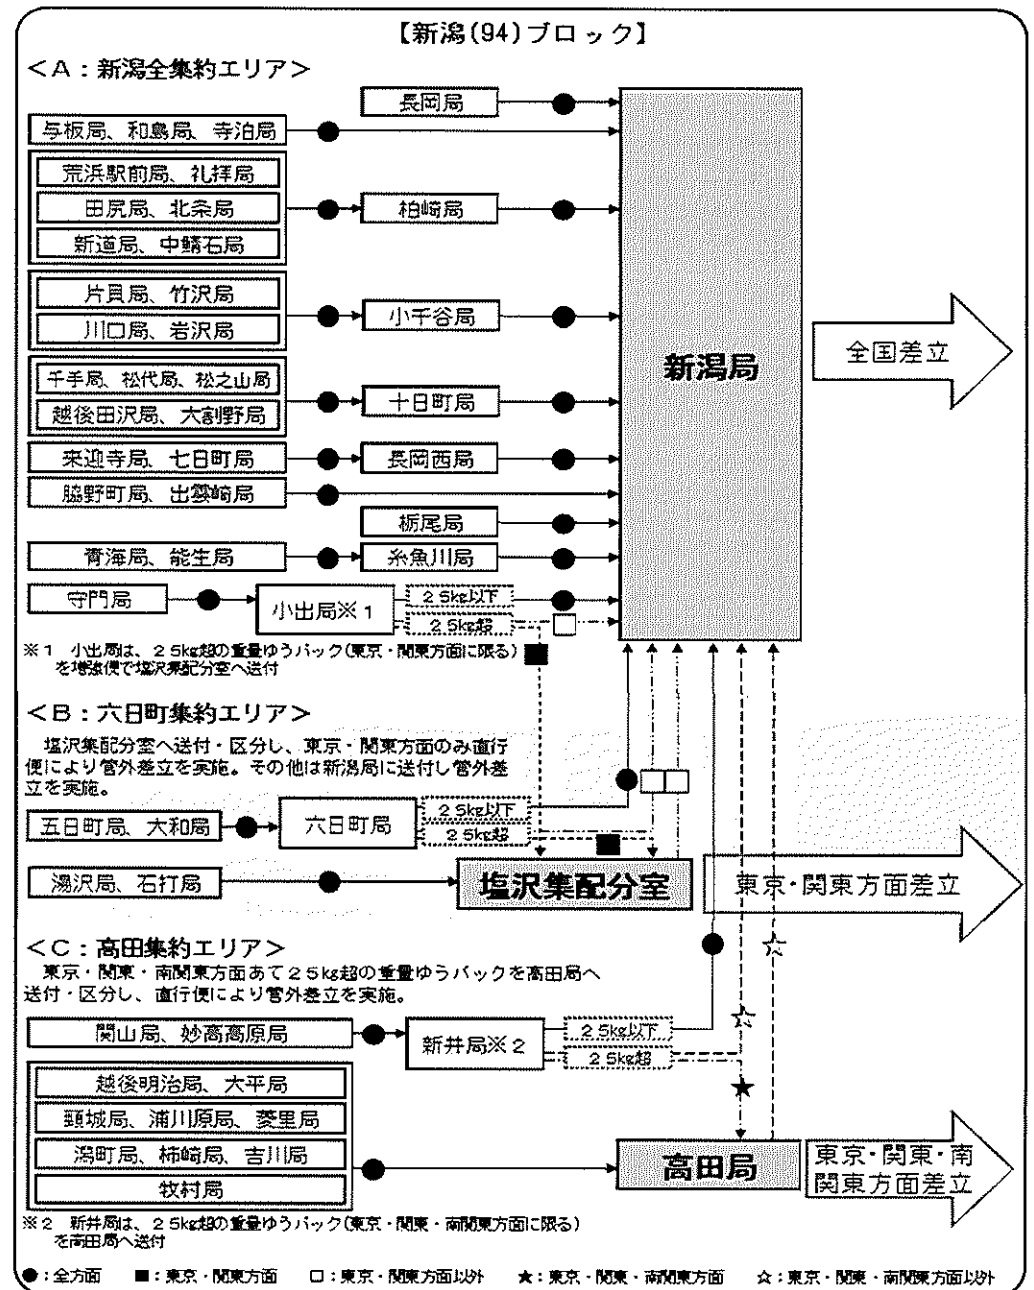 【新潟(94)ブロック】
＜A：新潟全集約エリア＞
長岡局
与板局、和島局、寺泊局
荒浜駅前局、礼拝局
田尻局、北条局
新道局、中鯖石局
柏崎局
片貝局、竹沢局
川口局、岩沢局
小千谷局
千手局、松代局、松之山局
越後田沢局、大割野局
十日町局
来迎寺局、七日町局
長岡西局
脇野町局、出雲崎局
栃尾局
青海局、能生局
糸魚川局
守門局
小出局※1
25kg以下
25kg超
新潟局
全国差立
※1　小出局は、25kg超の重量ゆうパック(東京・関東方面に限る)
を増強便で塩沢集配分室へ送付
＜B：六日町集約エリア＞
塩沢集配分室へ送付・区分し、東京・関東方面のみ直行
便により管外差立を実施。その他は新潟局に送付し管外差
立を実施。
五日町局、大和局
六日町局
25kg以下
25kg超
湯沢局、石打局
塩沢集配分室
東京・関東方面差立
＜C：高田集約エリア＞
東京・関東・南関東方面あて25kg超の重量ゆうパックを高田局へ
送付・区分し、直行便により管外差立を実施。
関山局、妙高高原局
新井局※2
25kg以下
25kg超
越後明治局、大平局
頸城局、浦川原局、菱里局
潟町局、柿崎局、吉川局
牧村局
高田局
東京・関東・南
関東方面差立
※2　新井局は、25kg超の重量ゆうパック(東京・関東・南関東方面に限る)
を高田局へ送付
●：全方面　■：東京・関東方面　□：東京・関東方面以外　★：東京・関東・南関東方面　☆：東京・関東・南関東方面以外